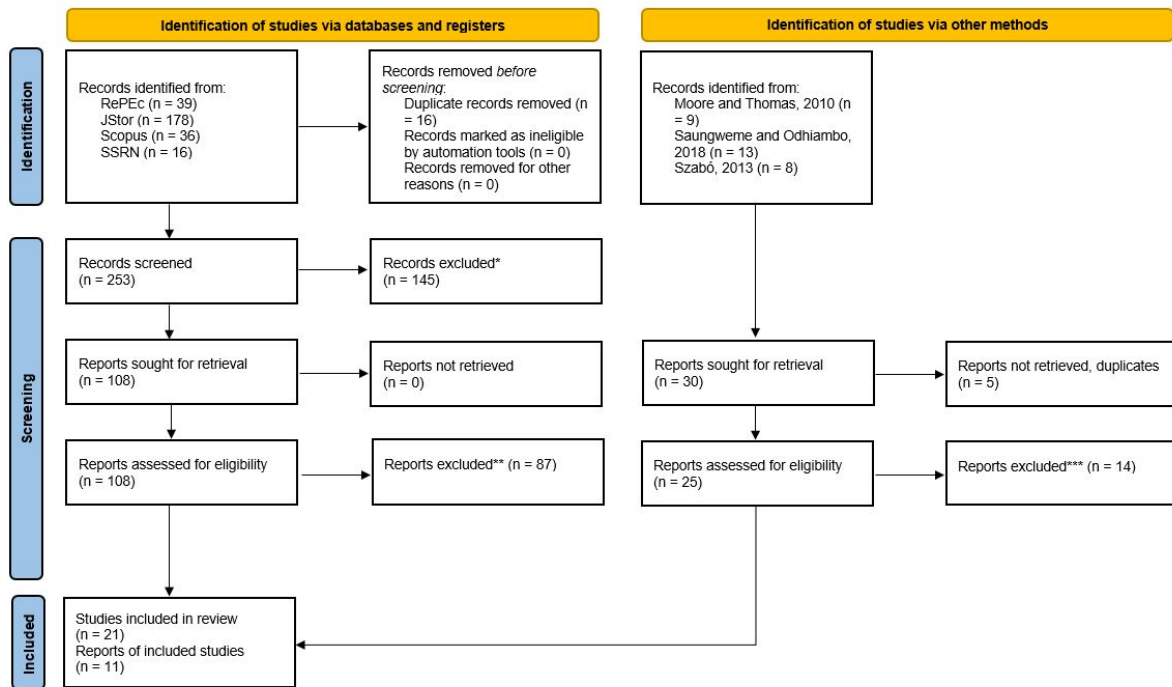 Identification of studies via databases and registers
Identification of studies via other methods
Identification
Records identified from:
RePEc (n = 39)
JStor (n = 178)
Scopus (n = 36)
SSRN (n = 16)
Records removed before
screening:
Duplicate records removed (n
= 16)
Records marked as ineligible
by automation tools (n = 0)
Records removed for other
reasons (n = 0)
Records identified from:
Moore and Thomas, 2010 (n
= 9)
Saungweme and Odhiambo,
2018 (n = 13)
Szabó, 2013 (n = 8)
Screening
Records screened
(n = 253)
Records excluded*
(n = 145)
Reports sought for retrieval
(n = 108)
Reports not retrieved
(n = 0)
Reports sought for retrieval
(n = 30)
Reports not retrieved, duplicates
(n = 5)
Reports assessed for eligibility
(n = 108)
Reports excluded** (n = 87)
Reports assessed for eligibility
(n = 25)
Reports excluded*** (n = 14)
Included
Studies included in review
(n = 21)
Reports of included studies
(n = 11)